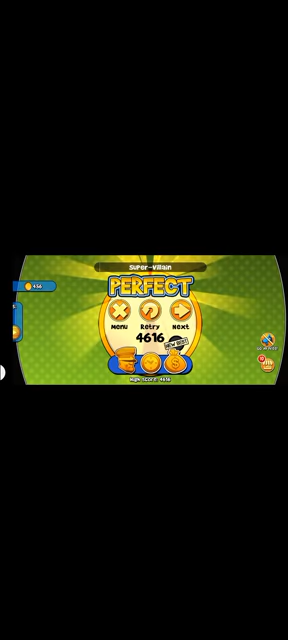 Super-Villain
456
PERFECT
Menu Retry Next
4616
NEW BEST
High Score: 4616